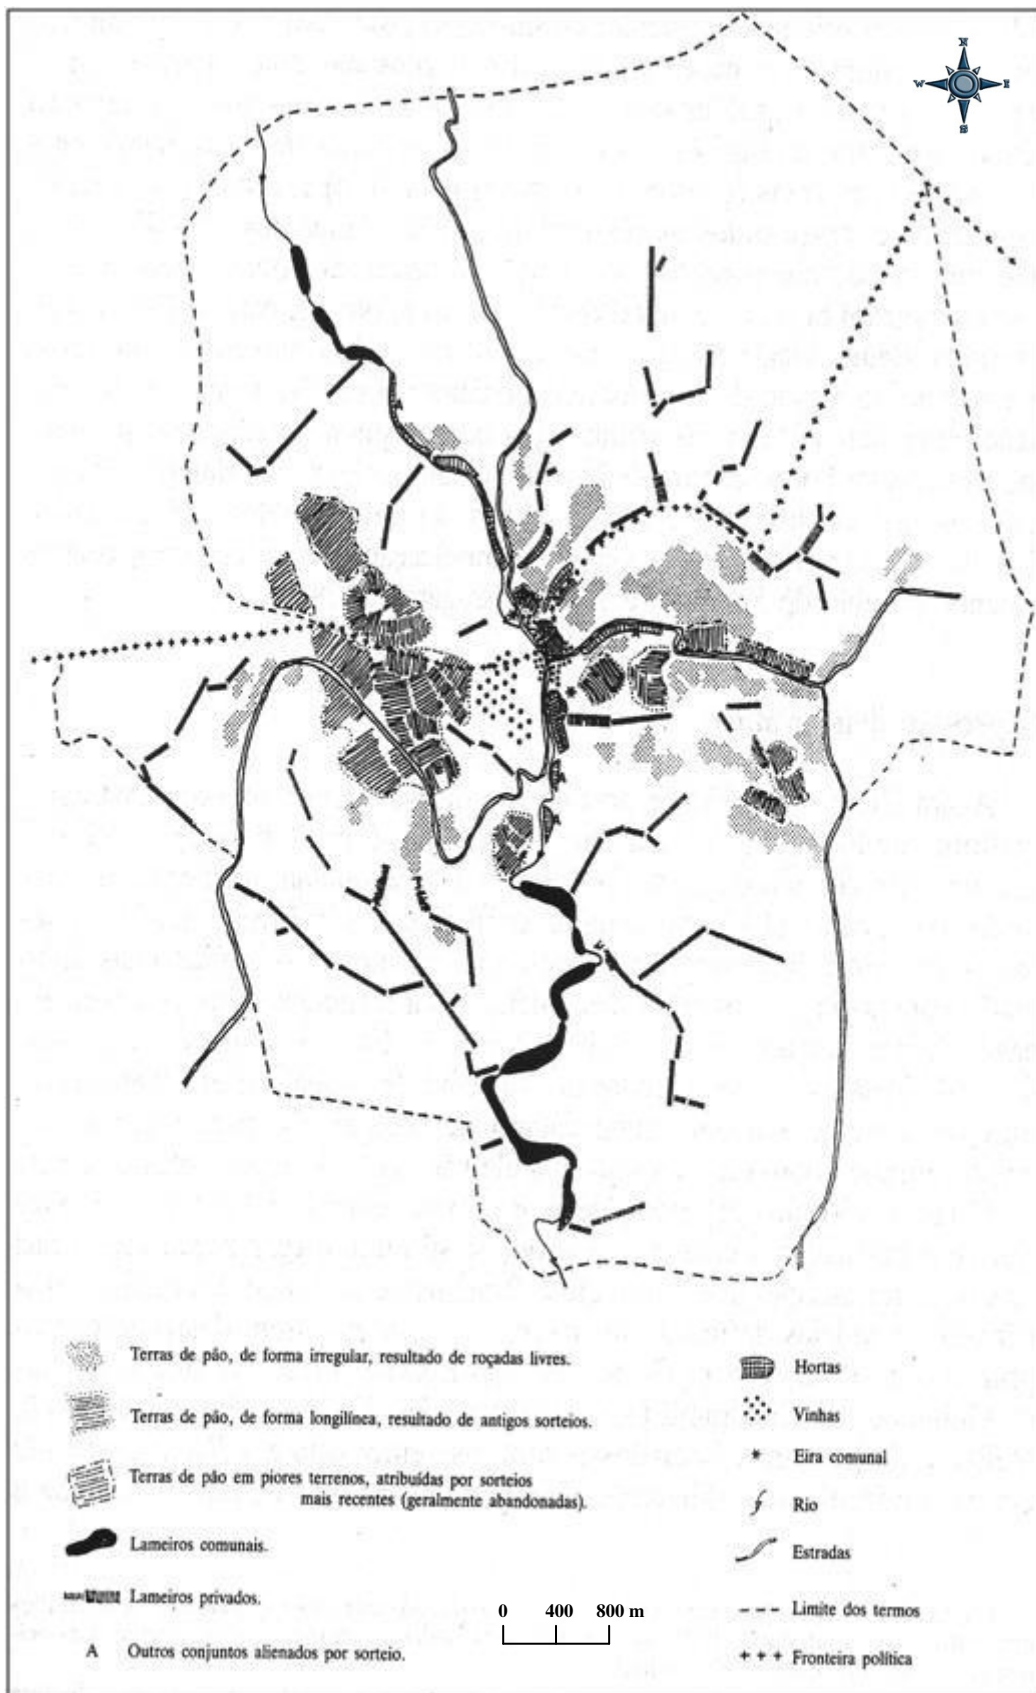 N
W E
S
A
A
A
Terras de pão, de forma irregular, resultado de roçadas livres.
Terras de pão, de forma longilínea, resultado de antigos sorteios.
Terras de pão em piores terrenos, atribuídas por sorteios
mais recentes (geralmente abandonadas).
Lameiros comunais.
Lameiros privados.
A Outros conjuntos alienados por sorteio.
Hortas
Vinhas
Eira comunal
Rio
Estradas
Limite dos termos
Fronteira política
0 400 800 m